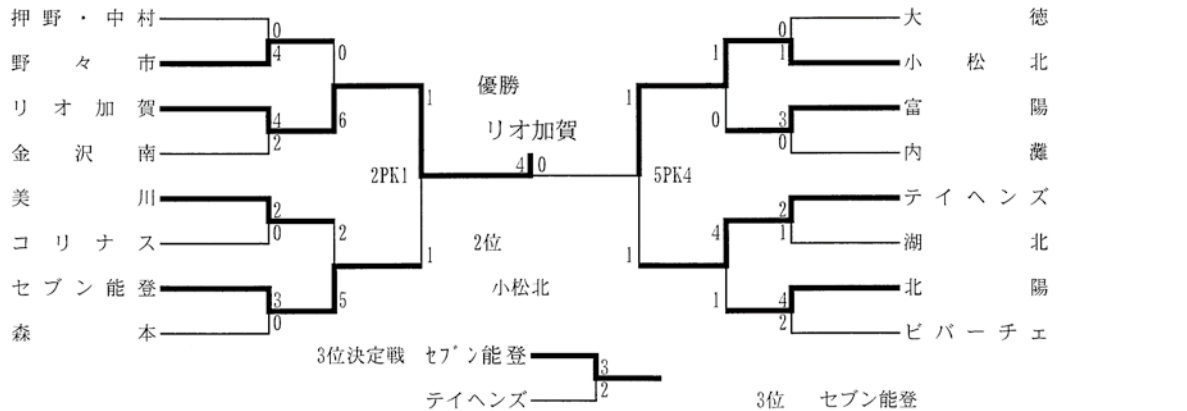 押野・中村
0
4
野々市
0
リオ加賀
4
2
6
金沢南
美川
2
0
コリナス
2
セブン能登
3
0
5
森本
1
2PK1
1
優勝
リオ加賀
4 0
2位
小松北
大徳
0
1
小松北
1
富陽
3
0
0
内灘
テイヘンズ
2
1
湖北
4
北陽
4
2
1
ビバーチェ
1
5PK4
1
3位決定戦 セブン能登
3
2
テイヘンズ
3位 セブン能登